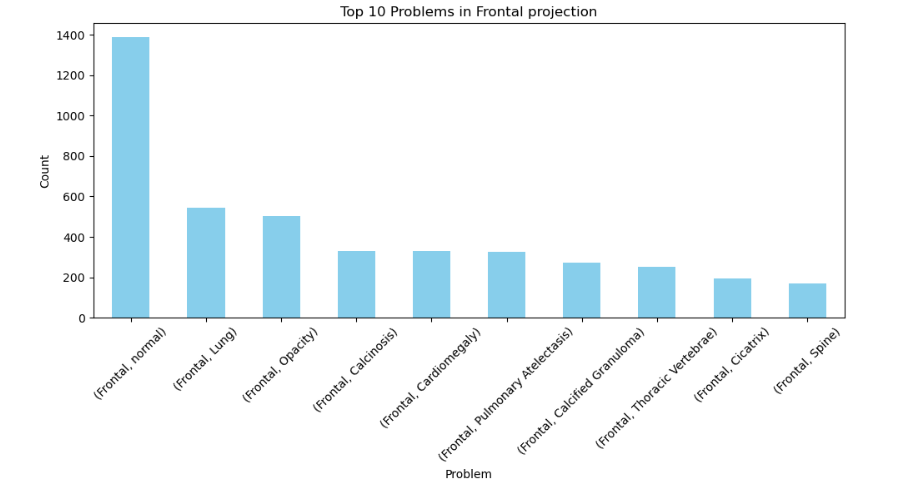 Top 10 Problems in Frontal projection
1400
1200
1000
800
600
400
200
0
Count
(Frontal, normal)
(Frontal, Lung)
(Frontal, Opacity)
(Frontal, Calcinosis)
(Frontal, Cardiomegaly)
(Frontal, Pulmonary Atelectasis)
(Frontal, Calcified Granuloma)
(Frontal, Thoracic Vertebrae)
(Frontal, Cicatrix)
(Frontal, Spine)
Problem